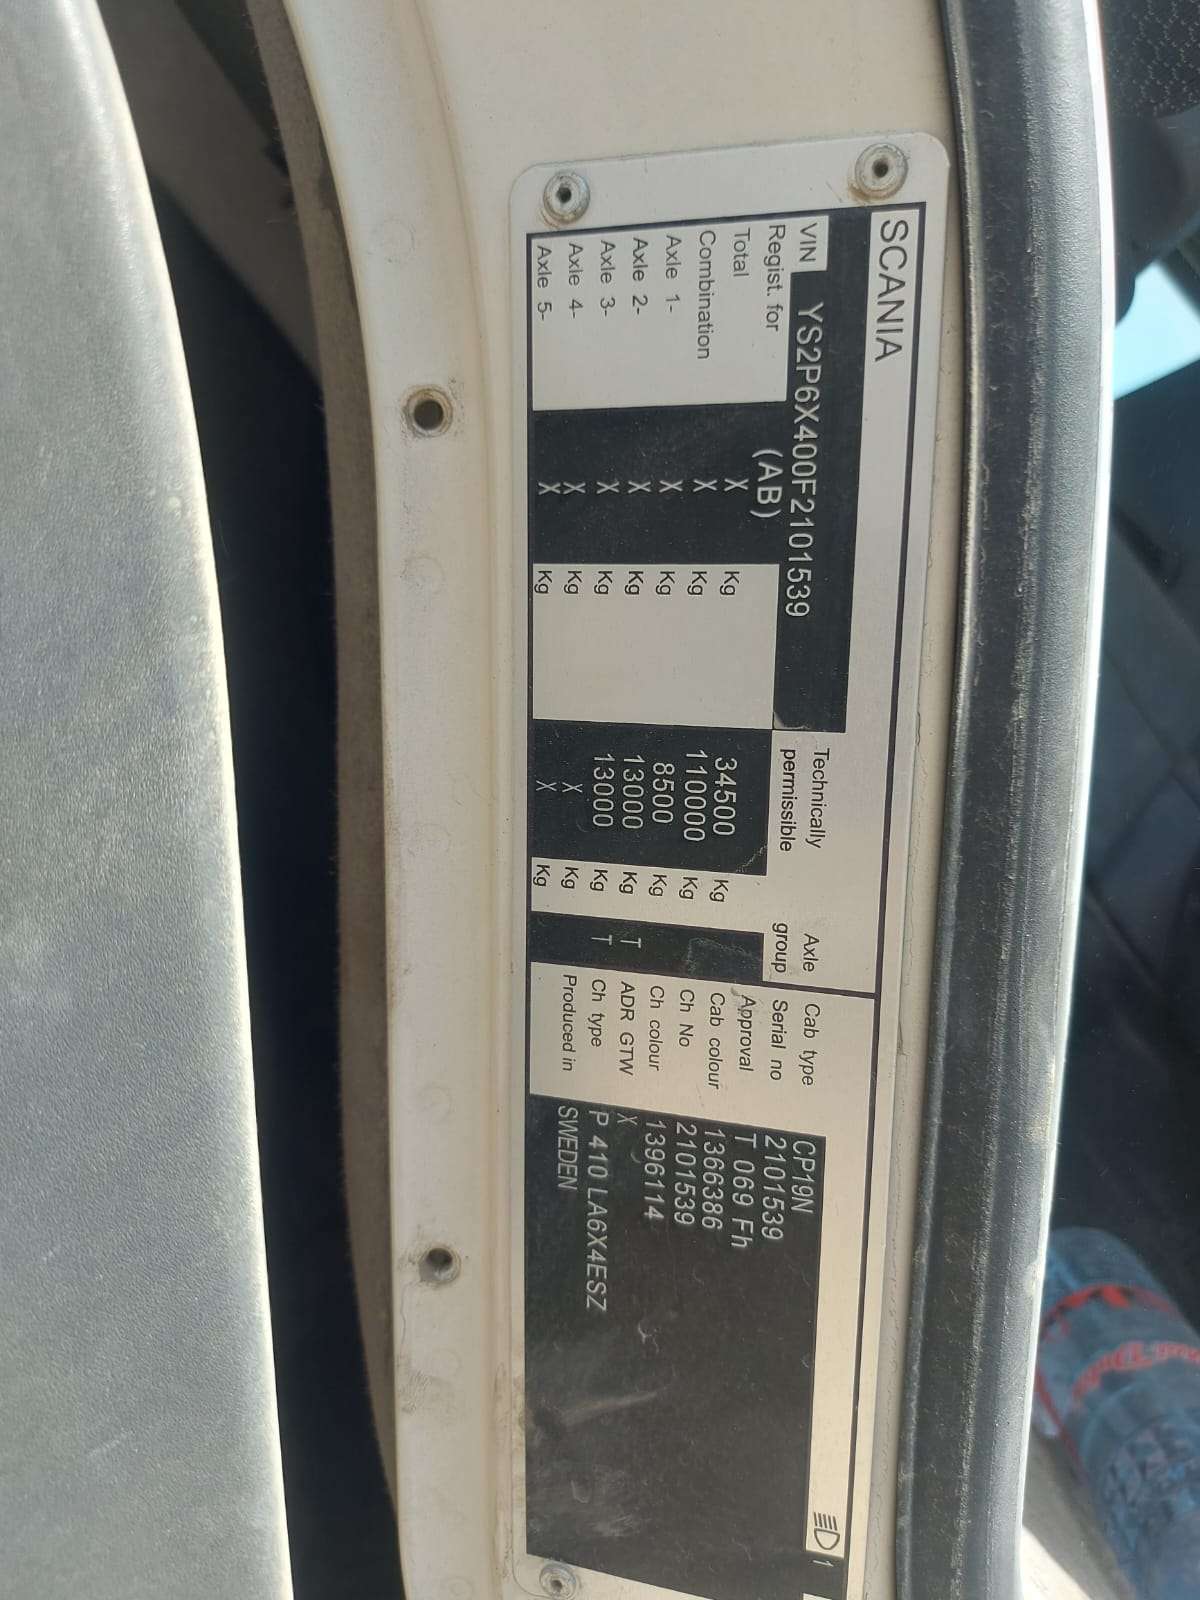 SCANIA
VIN YS2P6X400F2101539
Regist. for (AB) Technically permissible Axle group
Total X Kg 34500 Kg
Combination X Kg 110000 Kg
Axle 1- X Kg 8500 Kg
Axle 2- X Kg 13000 Kg T
Axle 3- X Kg 13000 Kg T
Axle 4- X Kg X Kg
Axle 5- X Kg X Kg
Cab type CP19N
Serial no 2101539
Approval T 069 Fh
Cab colour 1366386
Ch No 2101539
Ch colour 1396114
ADR GTW X
Ch type P 410 LA6X4ESZ
Produced in SWEDEN
1